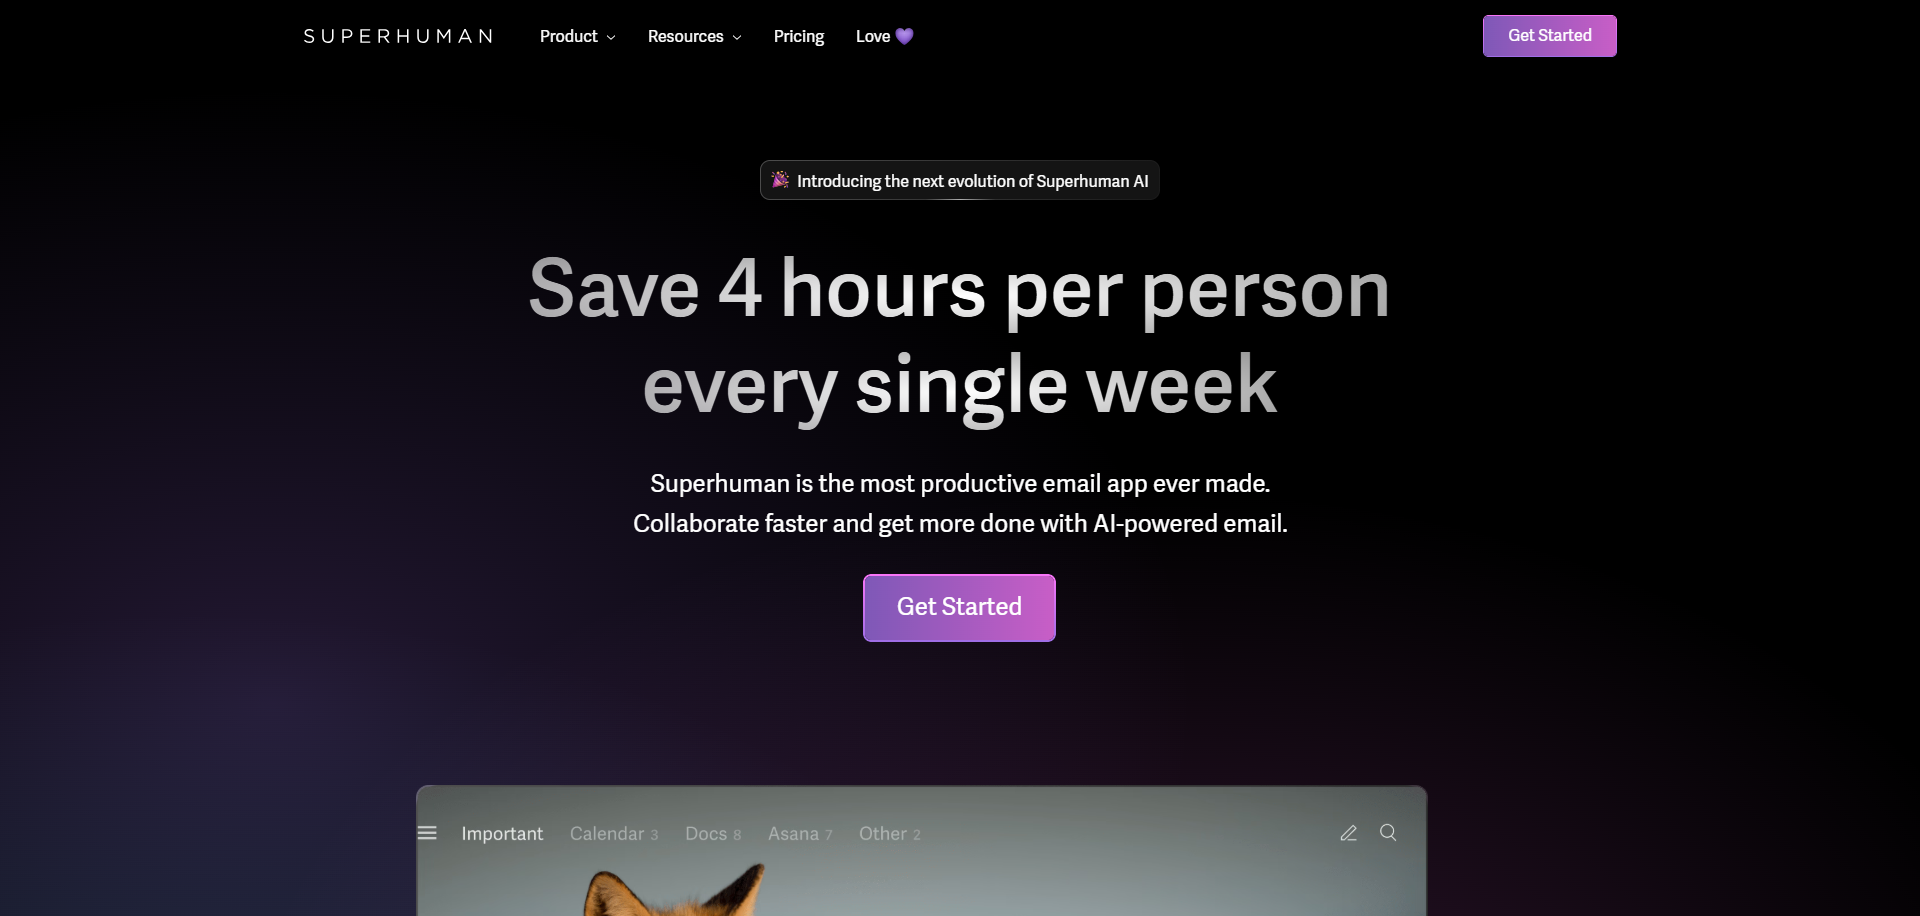 SUPERHUMAN Product Resources Pricing Love 💜 Get Started
🎉 Introducing the next evolution of Superhuman AI
Save 4 hours per person
every single week
Superhuman is the most productive email app ever made.
Collaborate faster and get more done with AI-powered email.
Get Started
Important Calendar 3 Docs 8 Asana 7 Other 2